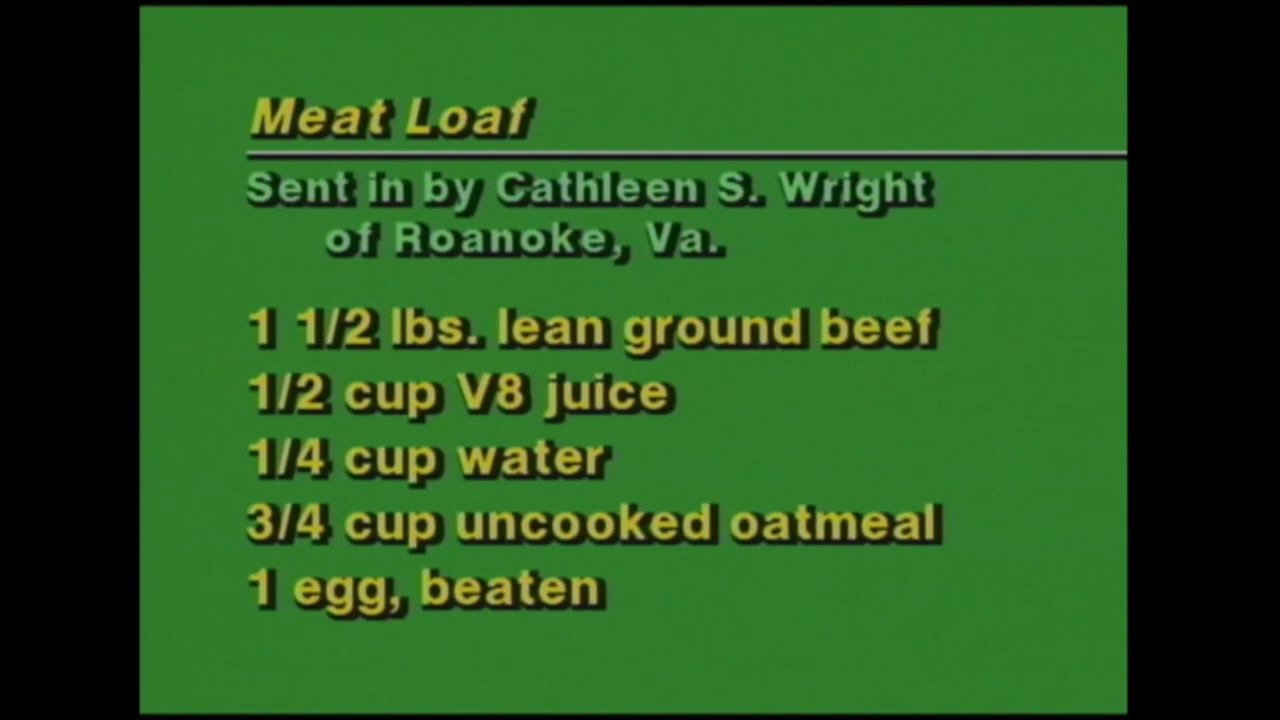 Meat Loaf
Sent in by Cathleen S. Wright
of Roanoke, Va.
1 1/2 lbs. lean ground beef
1/2 cup V8 juice
1/4 cup water
3/4 cup uncooked oatmeal
1 egg, beaten